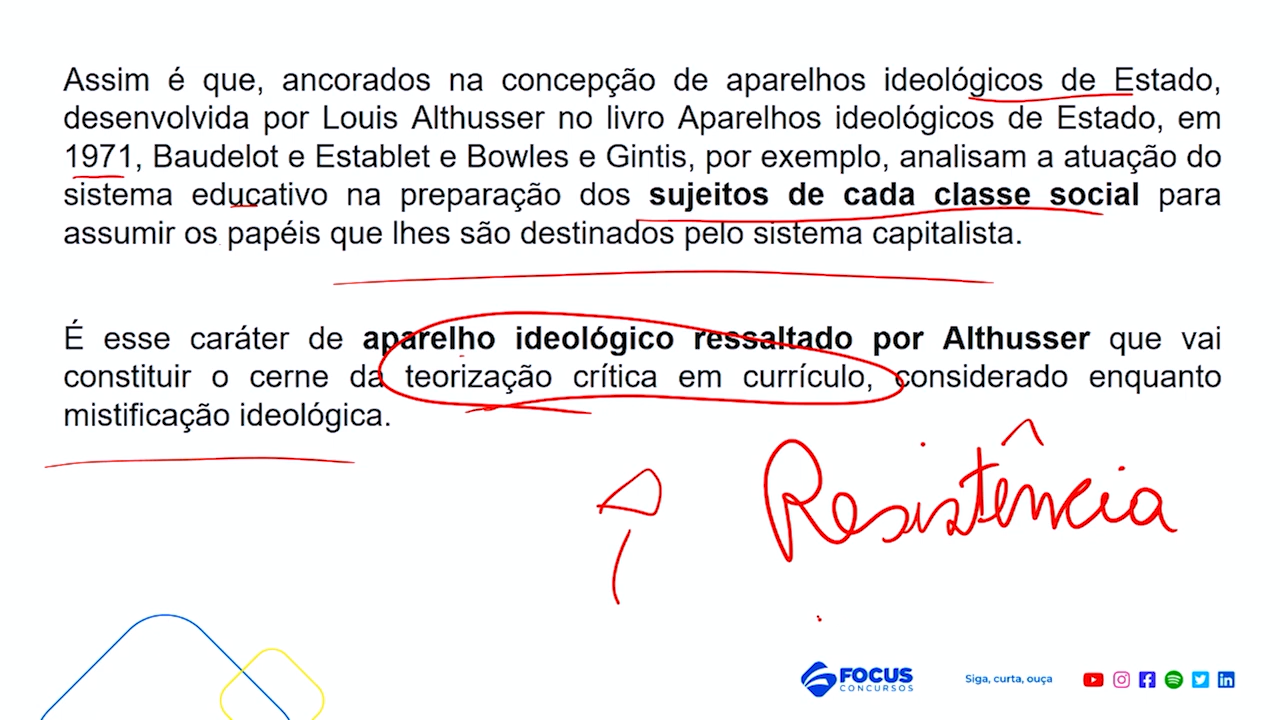 Assim é que, ancorados na concepção de aparelhos ideológicos de Estado,
desenvolvida por Louis Althusser no livro Aparelhos ideológicos de Estado, em
1971, Baudelot e Establet e Bowles e Gintis, por exemplo, analisam a atuação do
sistema educativo na preparação dos sujeitos de cada classe social para
assumir os papéis que lhes são destinados pelo sistema capitalista.
É esse caráter de aparelho ideológico ressaltado por Althusser que vai
constituir o cerne da teorização crítica em currículo, considerado enquanto
mistificação ideológica.
Resistência
FOCUS
CONCURSOS
Siga, curta, ouça